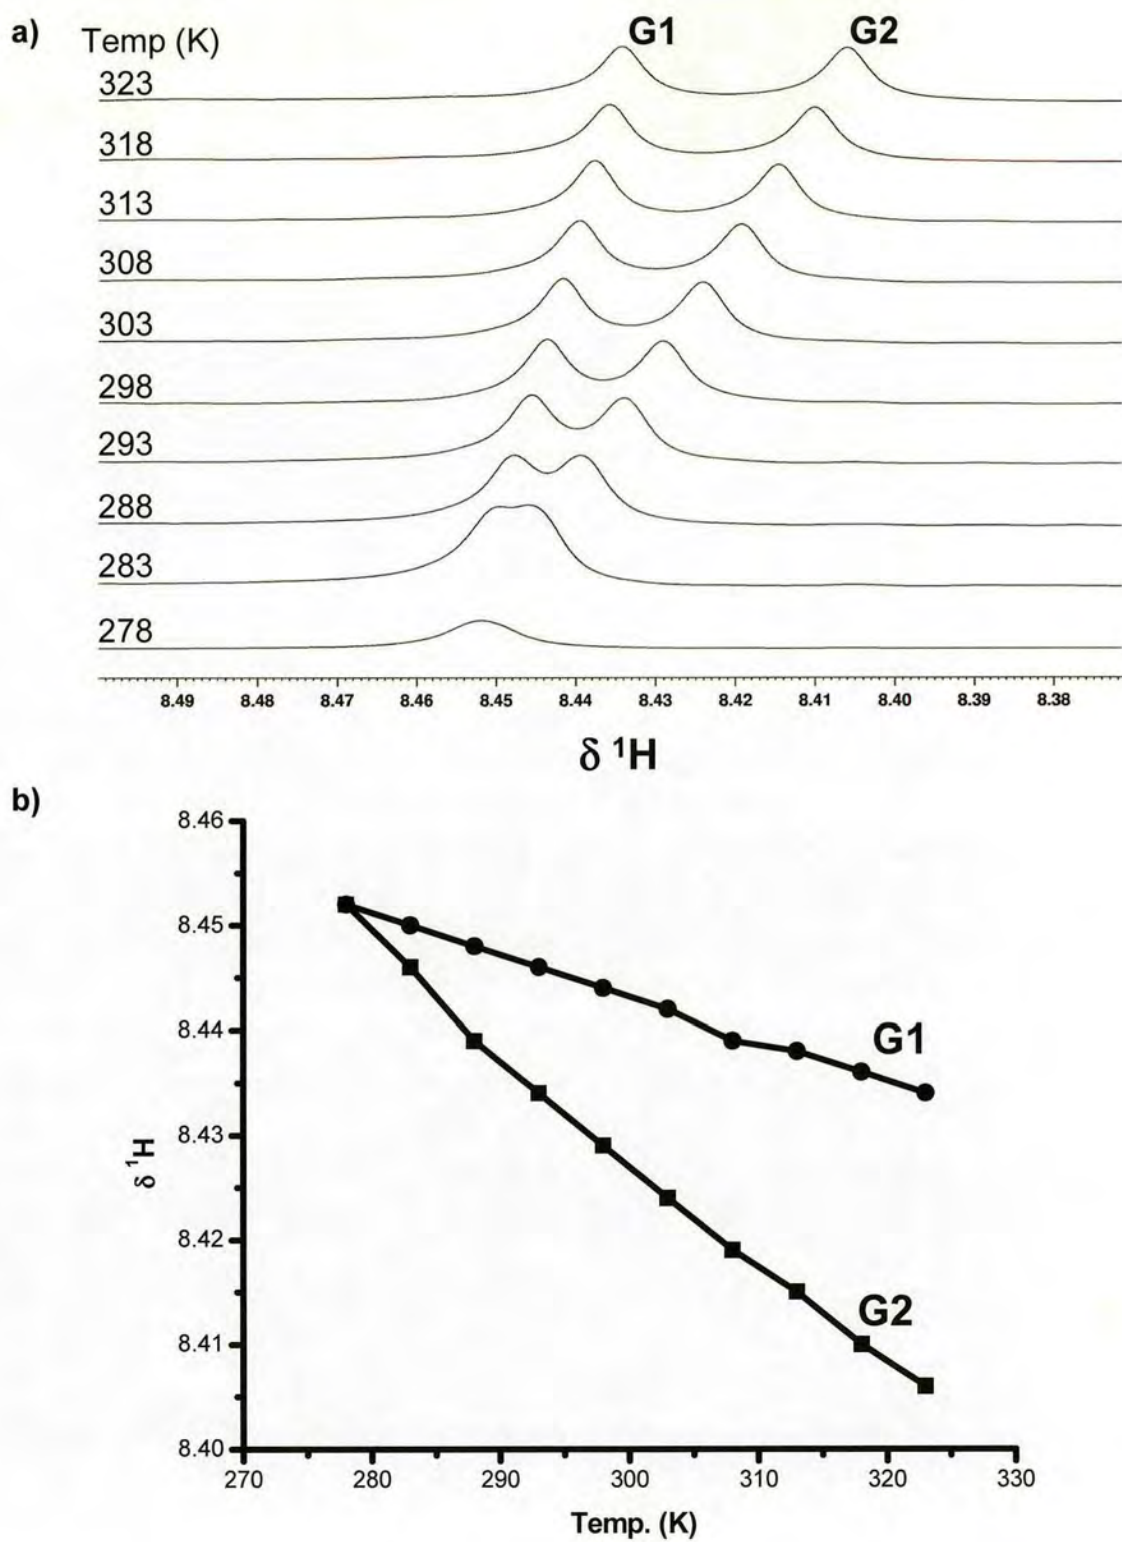 a) Temp (K) G1 G2
323
318
313
308
303
298
293
288
283
278
8.49 8.48 8.47 8.46 8.45 8.44 8.43 8.42 8.41 8.40 8.39 8.38
δ ¹H
b)
8.46
8.45
8.44
8.43
8.42
8.41
8.40
δ ¹H
G1
G2
270 280 290 300 310 320 330
Temp. (K)